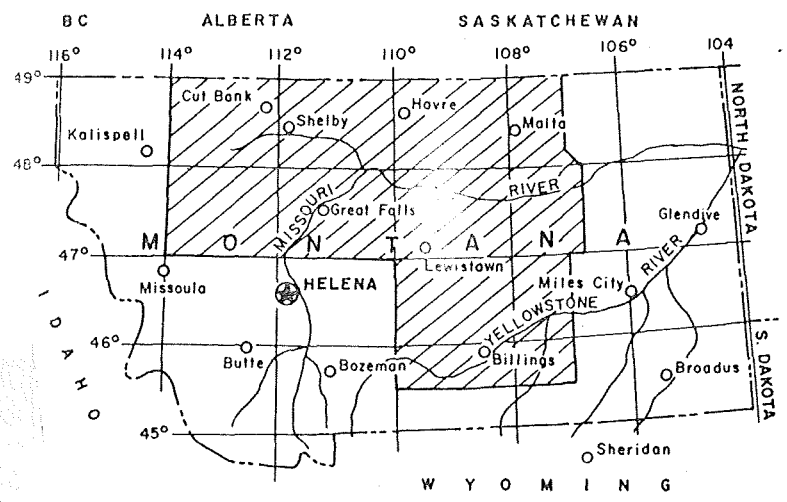 BC ALBERTA SASKATCHEWAN
116° 114° 112° 110° 108° 106° 104
49°
Cut Bank
Shelby
Havre
Malta
Kalispell
48°
MISSOURI
RIVER
Great Falls
NORTH DAKOTA
Glendive
M O N T A N A
47°
Lewistown
Missoula
HELENA
Miles City
RIVER
YELLOWSTONE
IDAHO
46°
Butte
Bozeman
Billings
Broadus
S. DAKOTA
45°
Sheridan
WYOMING